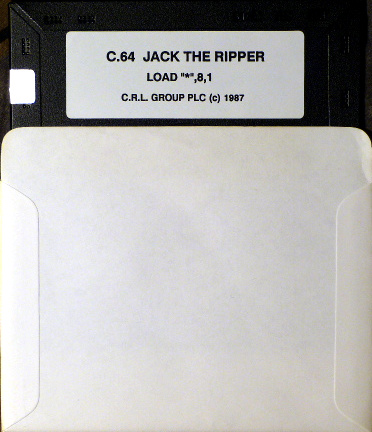 C.64 JACK THE RIPPER
LOAD "*",8,1
C.R.L. GROUP PLC (c) 1987